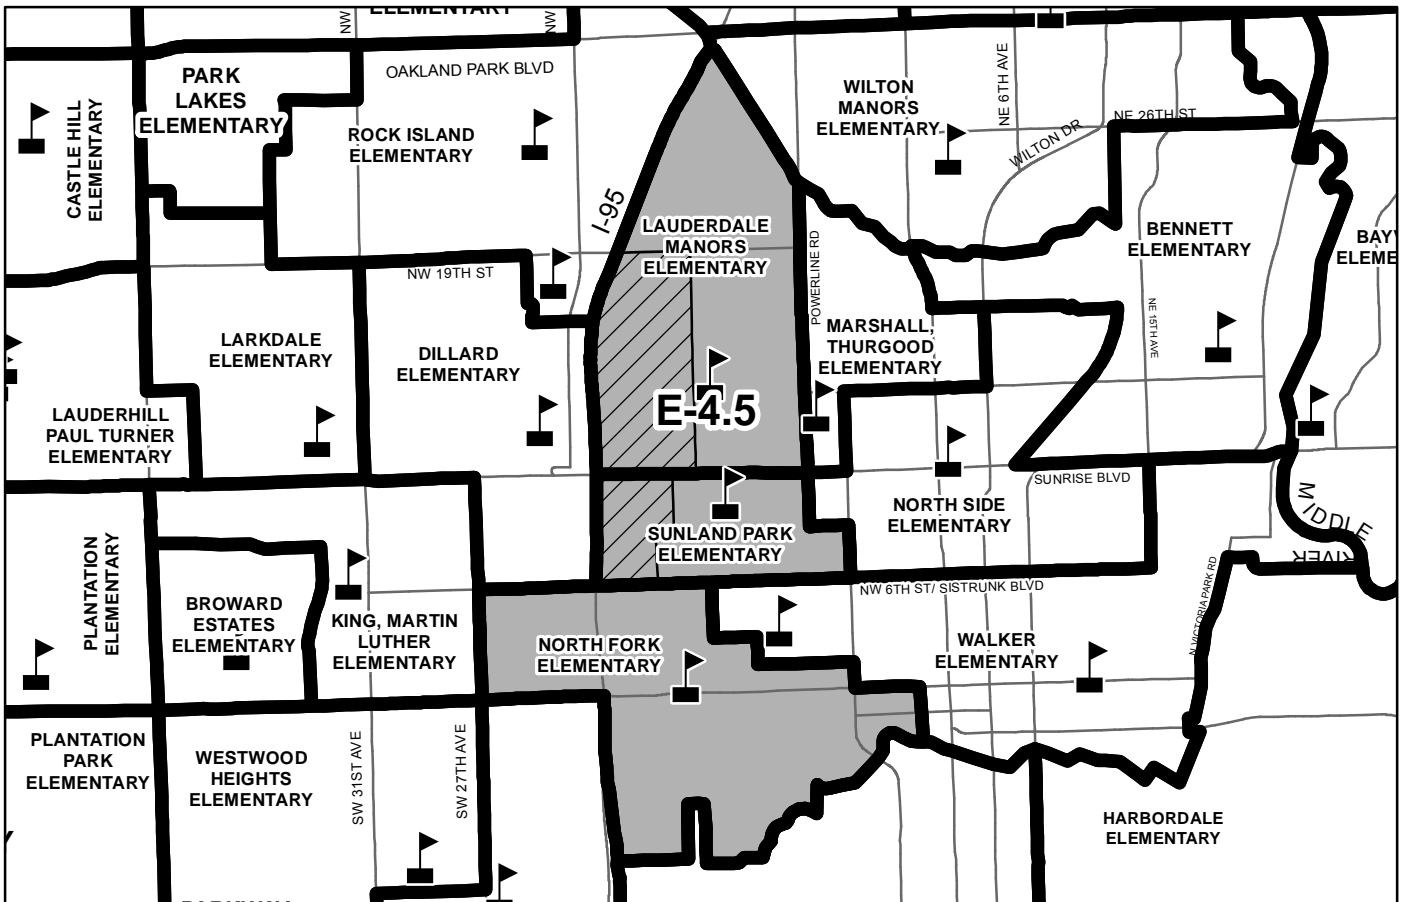 ELEMENTARY
NW
NW
OAKLAND PARK BLVD
PARK
LAKES
ELEMENTARY
CASTLE HILL
ELEMENTARY
ROCK ISLAND
ELEMENTARY
I-95
WILTON
MANORS
ELEMENTARY
NE 6TH AVE
WILTON DR
NE 26TH ST
LAUDERDALE
MANORS
ELEMENTARY
POWERLINE RD
BENNETT
ELEMENTARY
NW 19TH ST
LARKDALE
ELEMENTARY
DILLARD
ELEMENTARY
MARSHALL,
THURGOOD
ELEMENTARY
NE 15TH AVE
E-4.5
LAUDERHILL
PAUL TURNER
ELEMENTARY
SUNRISE BLVD
NORTH SIDE
ELEMENTARY
SUNLAND PARK
ELEMENTARY
MIDDLE
RIVER
PLANTATION
ELEMENTARY
BROWARD
ESTATES
ELEMENTARY
KING, MARTIN
LUTHER
ELEMENTARY
NW 6TH ST/ SISTRUNK BLVD
N VICTORIA PARK RD
NORTH FORK
ELEMENTARY
WALKER
ELEMENTARY
PLANTATION
PARK
ELEMENTARY
WESTWOOD
HEIGHTS
ELEMENTARY
SW 31ST AVE
SW 27TH AVE
HARBORDALE
ELEMENTARY